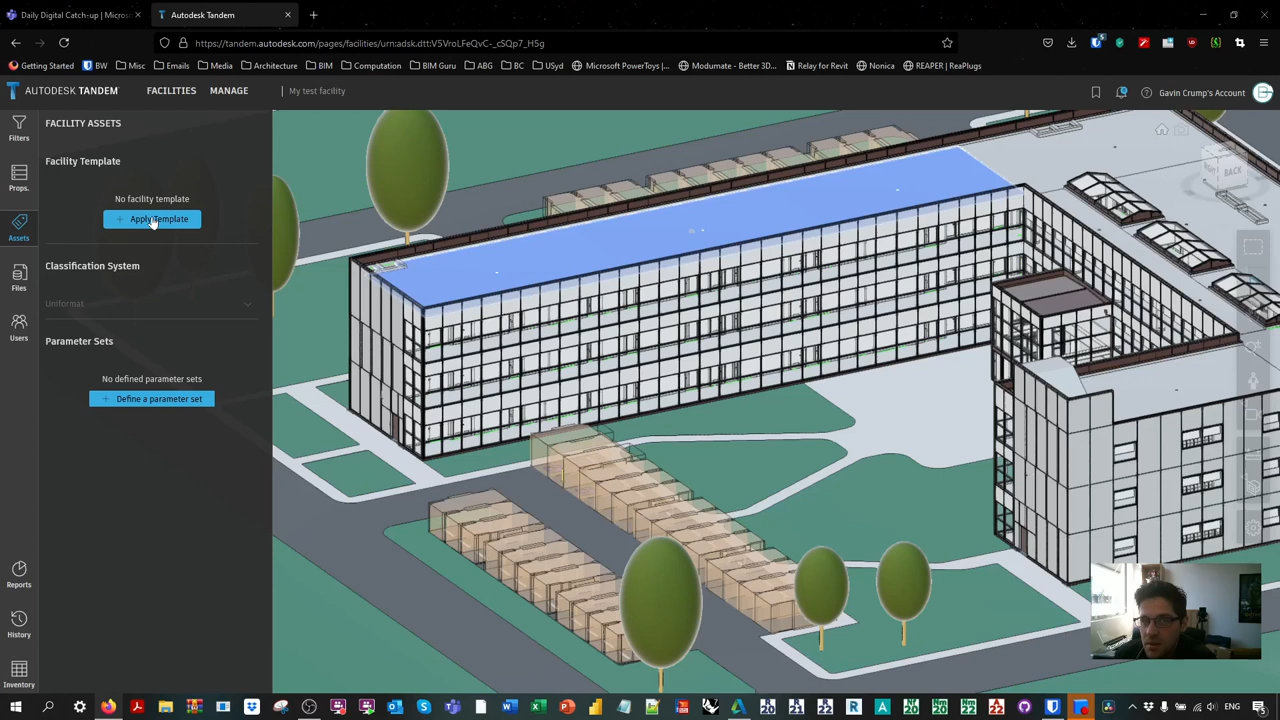 Daily Digital Catch-up | Micros
Autodesk Tandem
https://tandem.autodesk.com/pages/facilities/urn:adsk.dtt:V5VroLFeQvC-_cSQp7_H5g
Getting Started
BW
Misc
Emails
Media
Architecture
BIM
Computation
BIM Guru
ABG
BC
USyd
Microsoft PowerToys |...
Modumate - Better 3D...
Relay for Revit
Nonica
REAPER | ReaPlugs
AUTODESK TANDEM
FACILITIES
MANAGE
My test facility
Gavin Crump's Account
Filters
Props.
Assets
Files
Users
Reports
History
Inventory
FACILITY ASSETS
Facility Template
No facility template
+ Apply Template
Classification System
Uniformat
Parameter Sets
No defined parameter sets
+ Define a parameter set
BACK